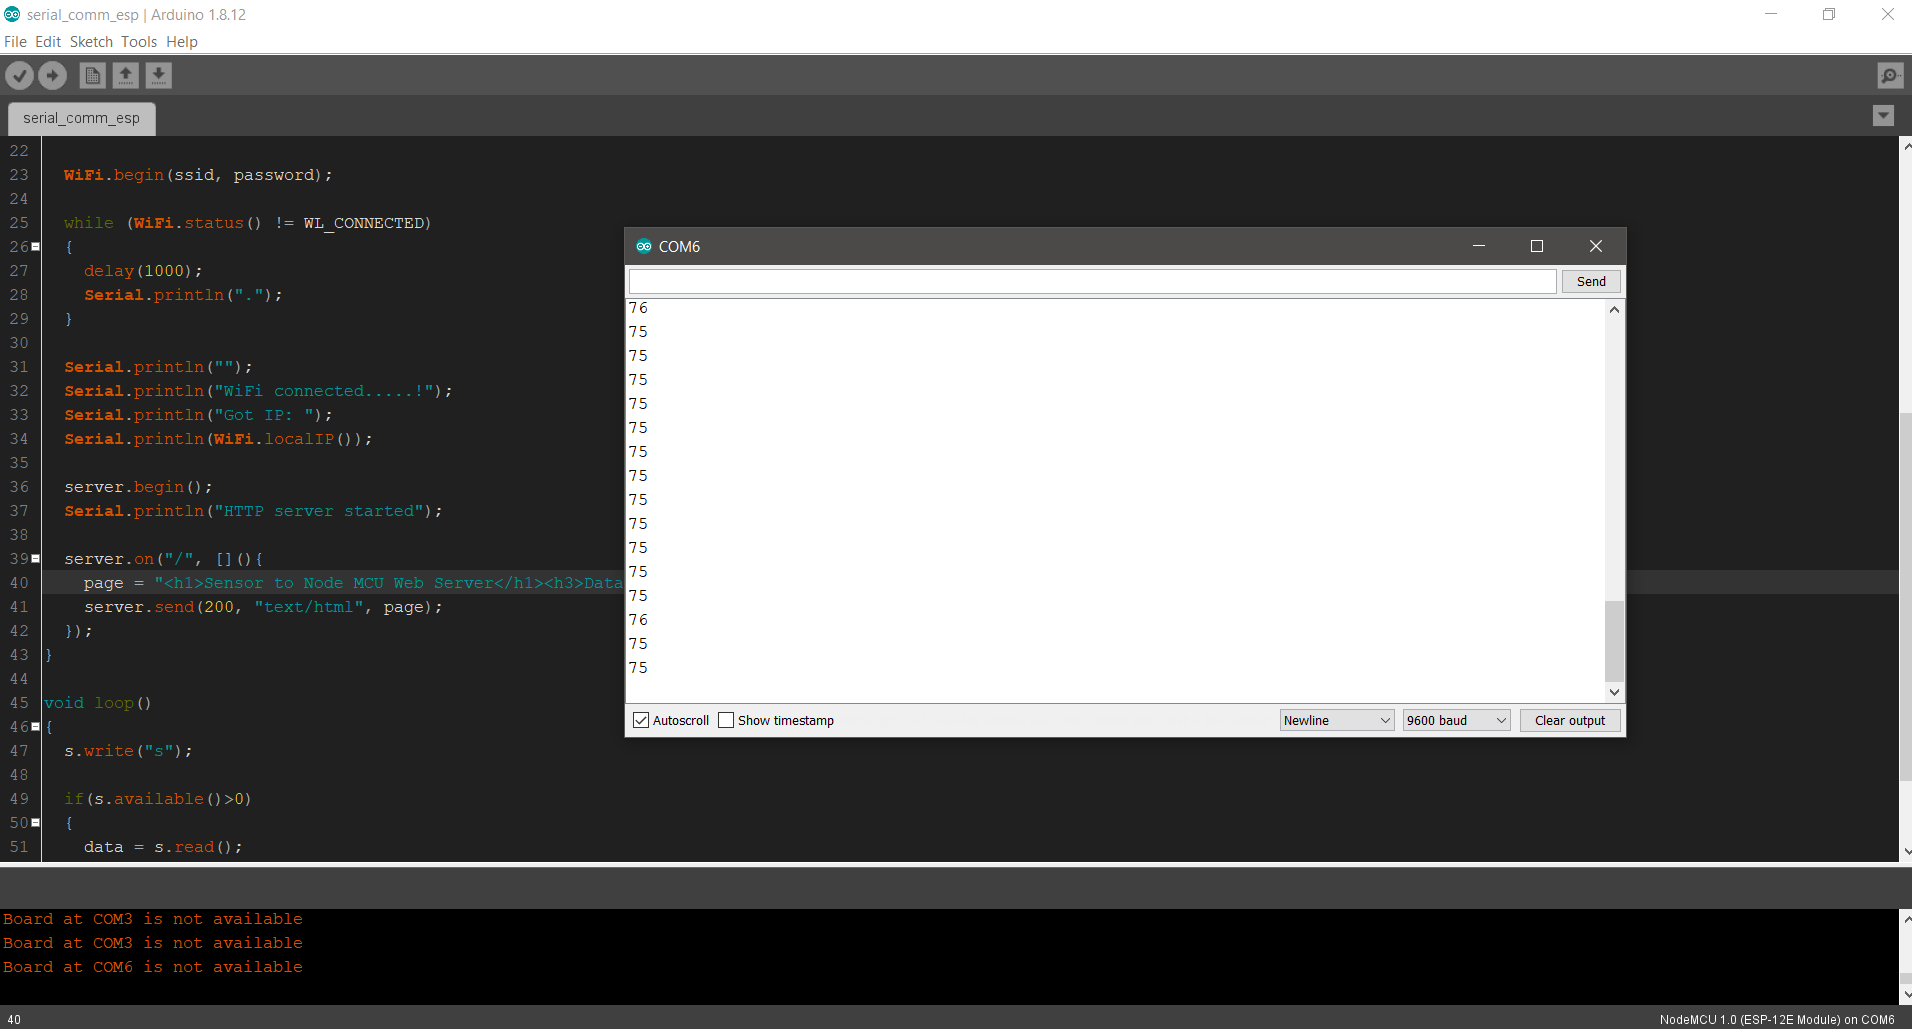 serial_comm_esp | Arduino 1.8.12
File Edit Sketch Tools Help
serial_comm_esp
22
23 WiFi.begin(ssid, password);
24
25 while (WiFi.status() != WL_CONNECTED)
26 {
27 delay(1000);
28 Serial.println(".");
29 }
30
31 Serial.println("");
32 Serial.println("WiFi connected.....!");
33 Serial.println("Got IP: ");
34 Serial.println(WiFi.localIP());
35
36 server.begin();
37 Serial.println("HTTP server started");
38
39 server.on("/", [](){
40 page = "<h1>Sensor to Node MCU Web Server</h1><h3>Data
41 server.send(200, "text/html", page);
42 });
43 }
44
45 void loop()
46 {
47 s.write("s");
48
49 if(s.available()>0)
50 {
51 data = s.read();
COM6
Send
76
75
75
75
75
75
75
75
75
75
75
75
75
76
75
75
Autoscroll Show timestamp Newline 9600 baud Clear output
Board at COM3 is not available
Board at COM3 is not available
Board at COM6 is not available
40 NodeMCU 1.0 (ESP-12E Module) on COM6